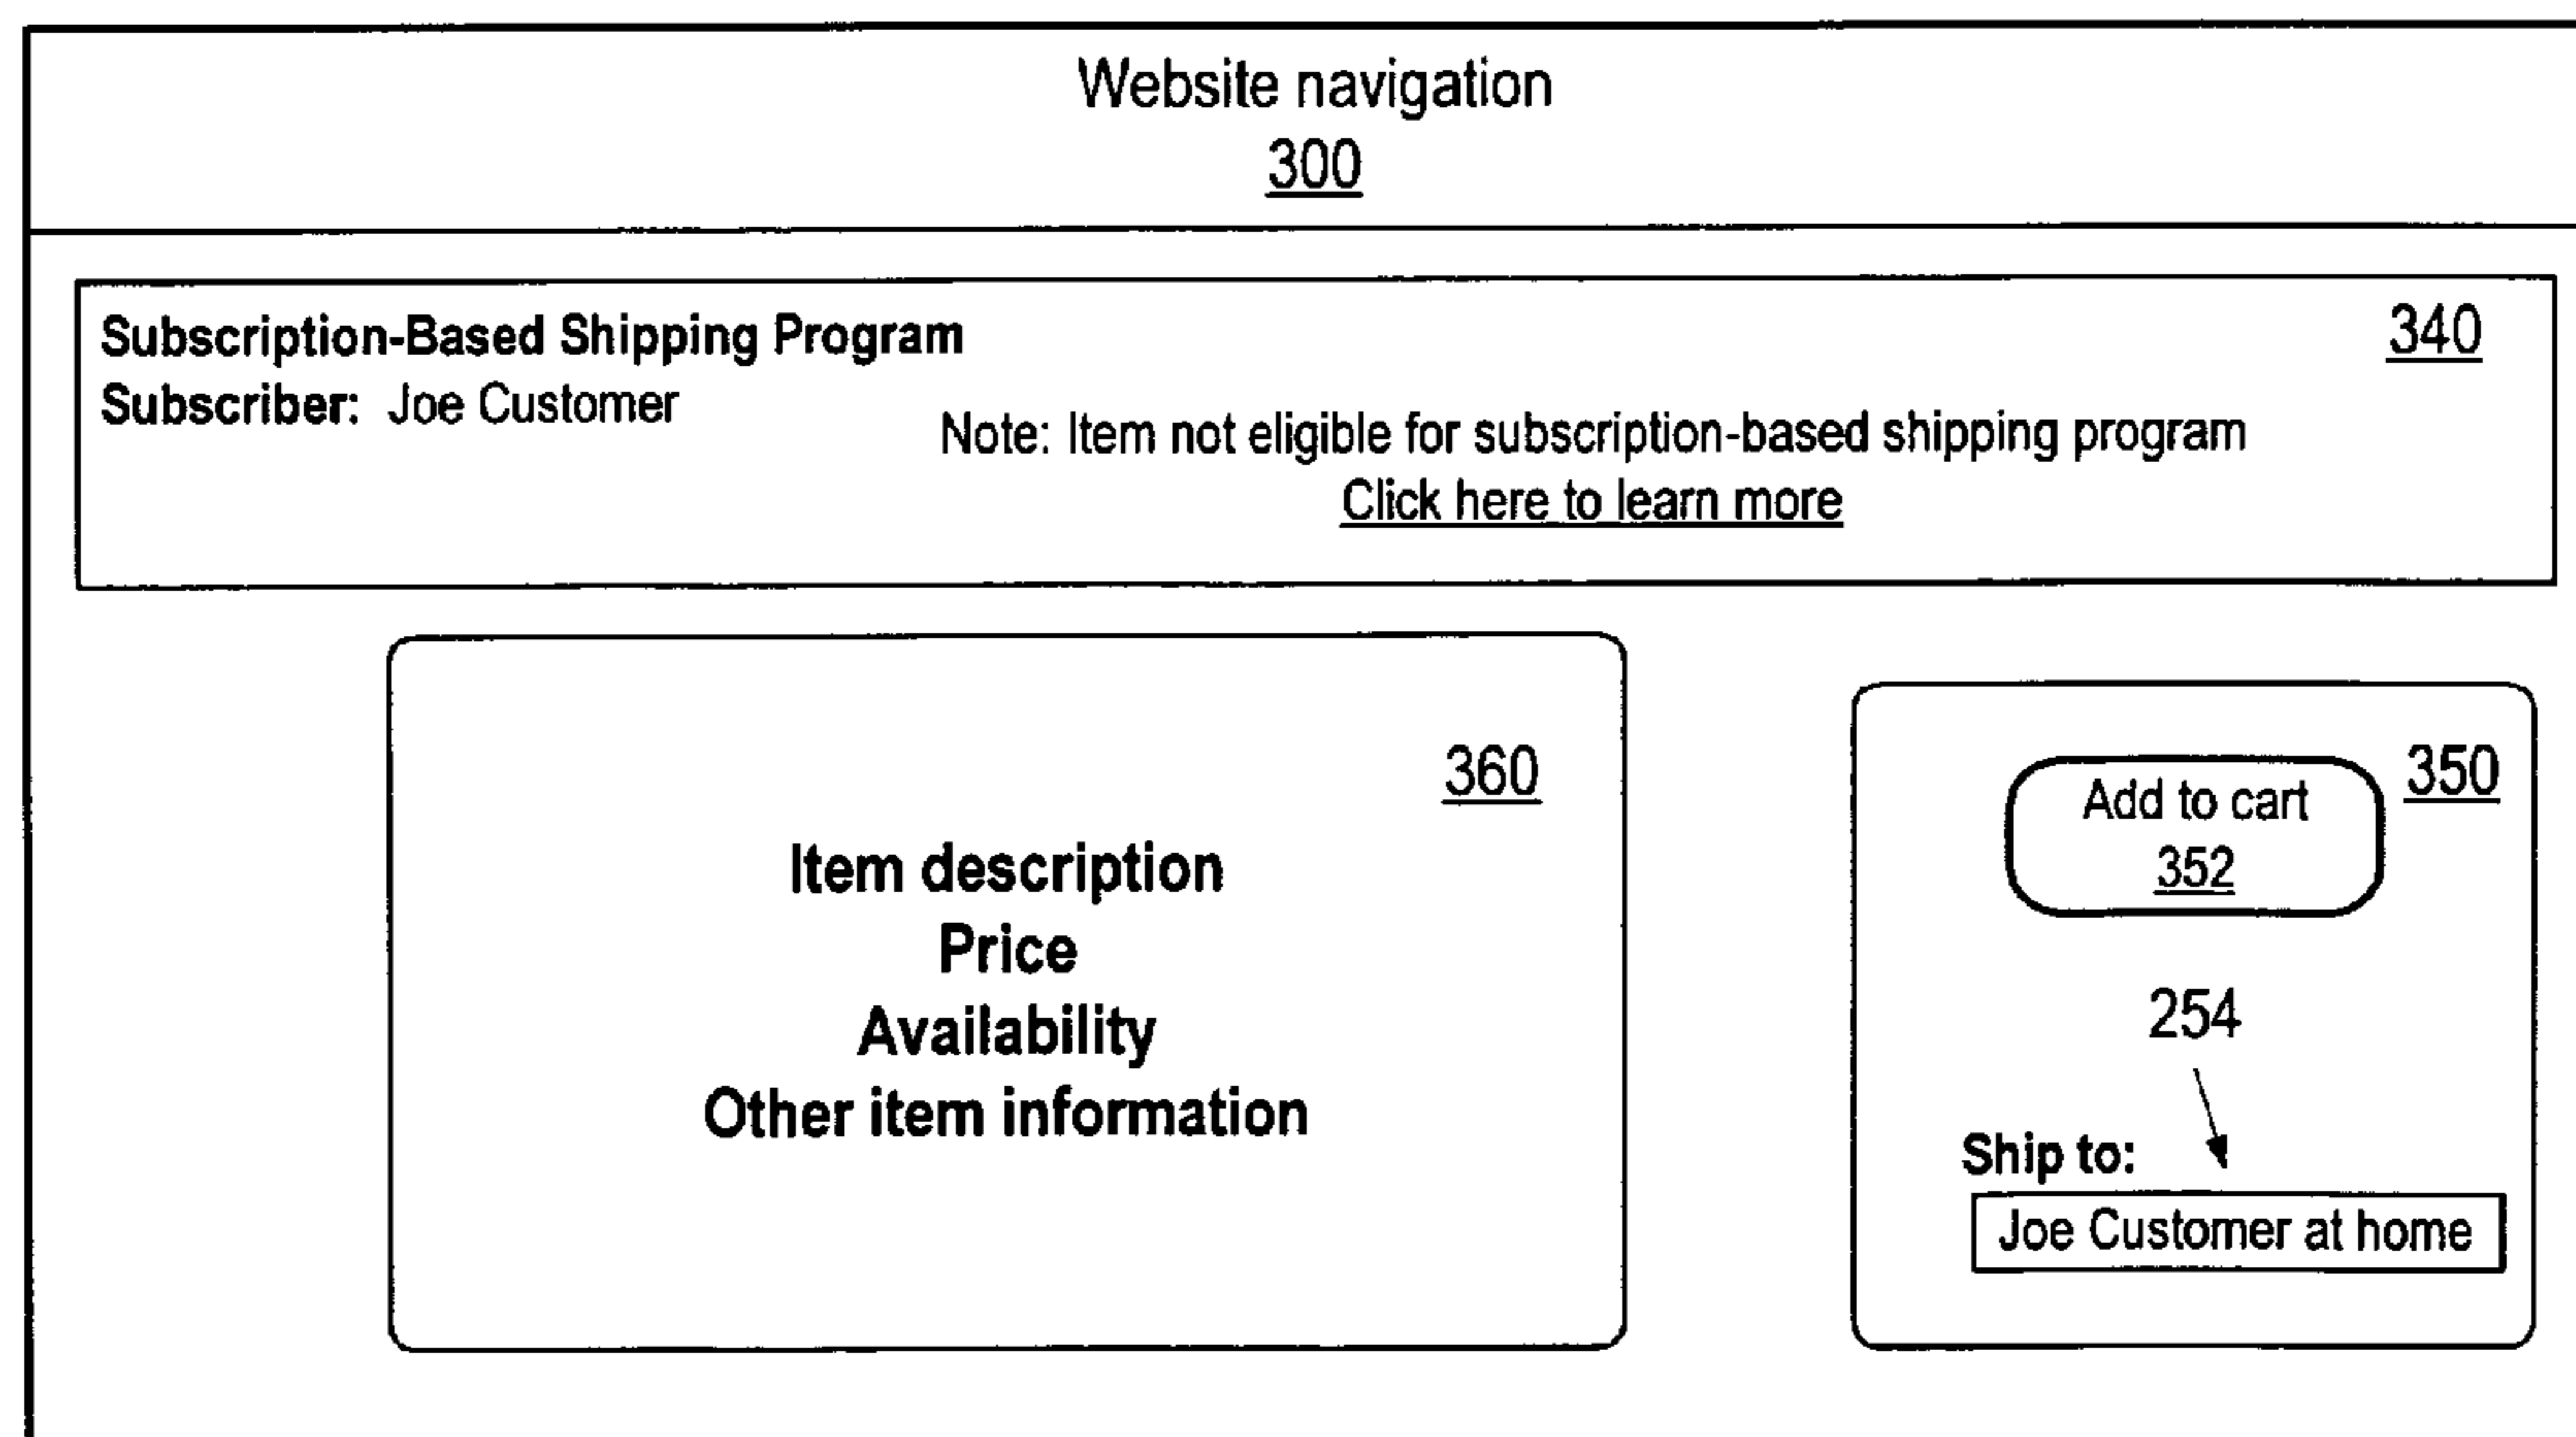 Website navigation
300
Subscription-Based Shipping Program
340
Subscriber: Joe Customer
Note: Item not eligible for subscription-based shipping program
Click here to learn more
360
Item description
Price
Availability
Other item information
350
Add to cart
352
254
Ship to:
Joe Customer at home